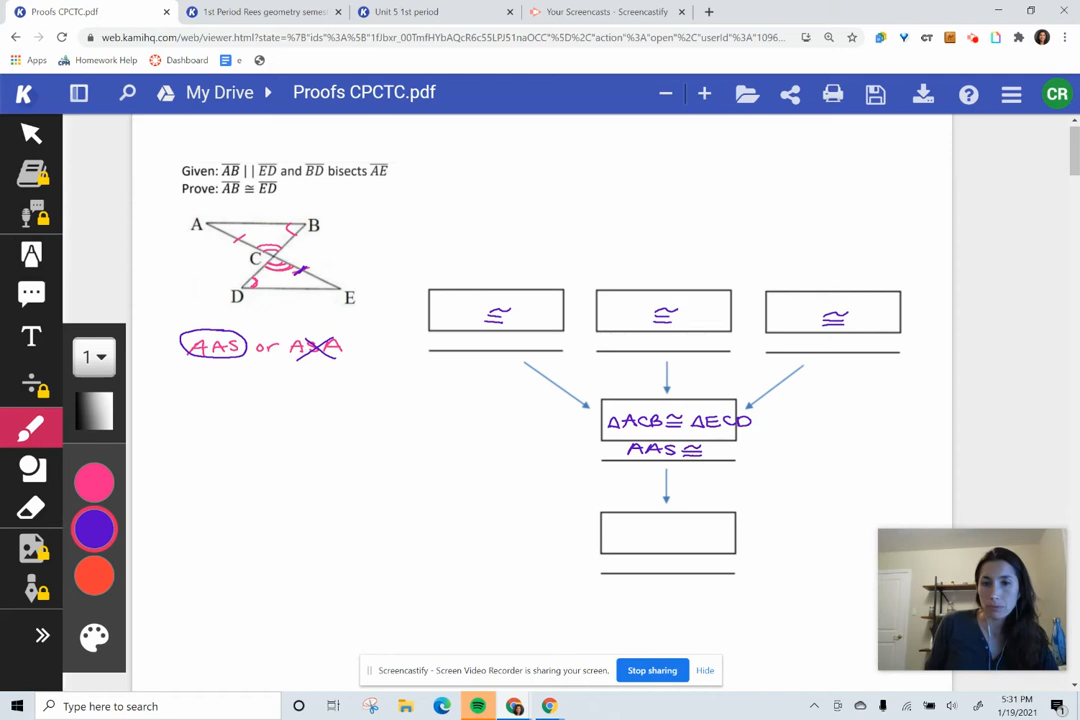 Proofs CPCTC.pdf
1st Period Rees geometry semes
Unit 5 1st period
Your Screencasts - Screencastify
web.kamihq.com/web/viewer.html?state=%7B"ids"%3A%5B"1fJbxr_00TmfHYbAQcR6c55LPJ51naOCC"%5D%2C"action"%3A"open"%2C"userId"%3A"1096...
Apps
Homework Help
Dashboard
e
K
My Drive
Proofs CPCTC.pdf
CR
Given: AB || ED and BD bisects AE
Prove: AB ≅ ED
A
B
C
D
E
AAS or ASA
≅
≅
≅
ΔACB ≅ ΔECD
AAS ≅
T
1
Screencastify - Screen Video Recorder is sharing your screen.
Stop sharing
Hide
Type here to search
5:31 PM
1/19/2021